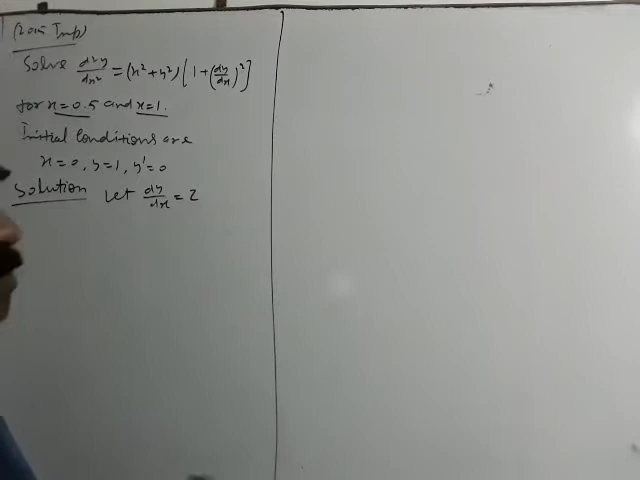 (2015 Imp)
Solve d²y/dx² = (x²+y²) [1+(dy/dx)²]
for x=0.5 and x=1.
Initial Conditions are
x=0, y=1, y'=0
Solution Let dy/dx = z